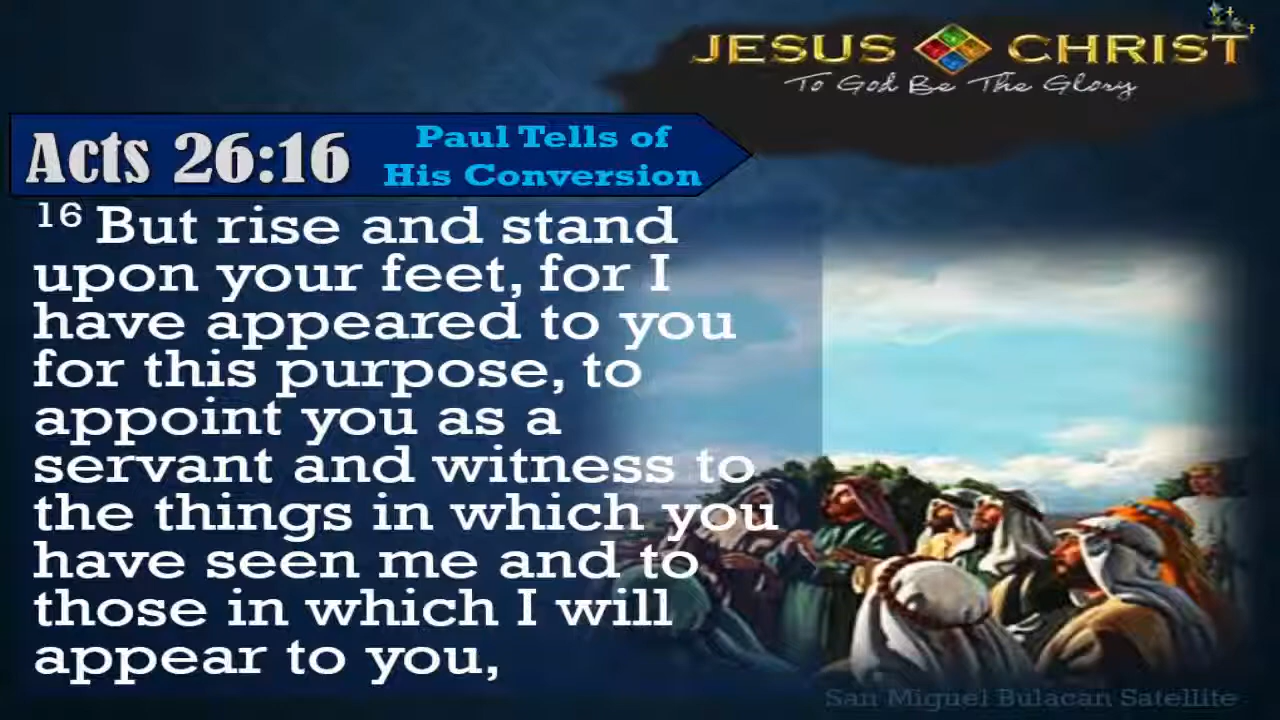 JESUS CHRIST
To God Be The Glory
Acts 26:16
Paul Tells of
His Conversion
16 But rise and stand
upon your feet, for I
have appeared to you
for this purpose, to
appoint you as a
servant and witness to
the things in which you
have seen me and to
those in which I will
appear to you,
San Miguel Bulacan Satellite